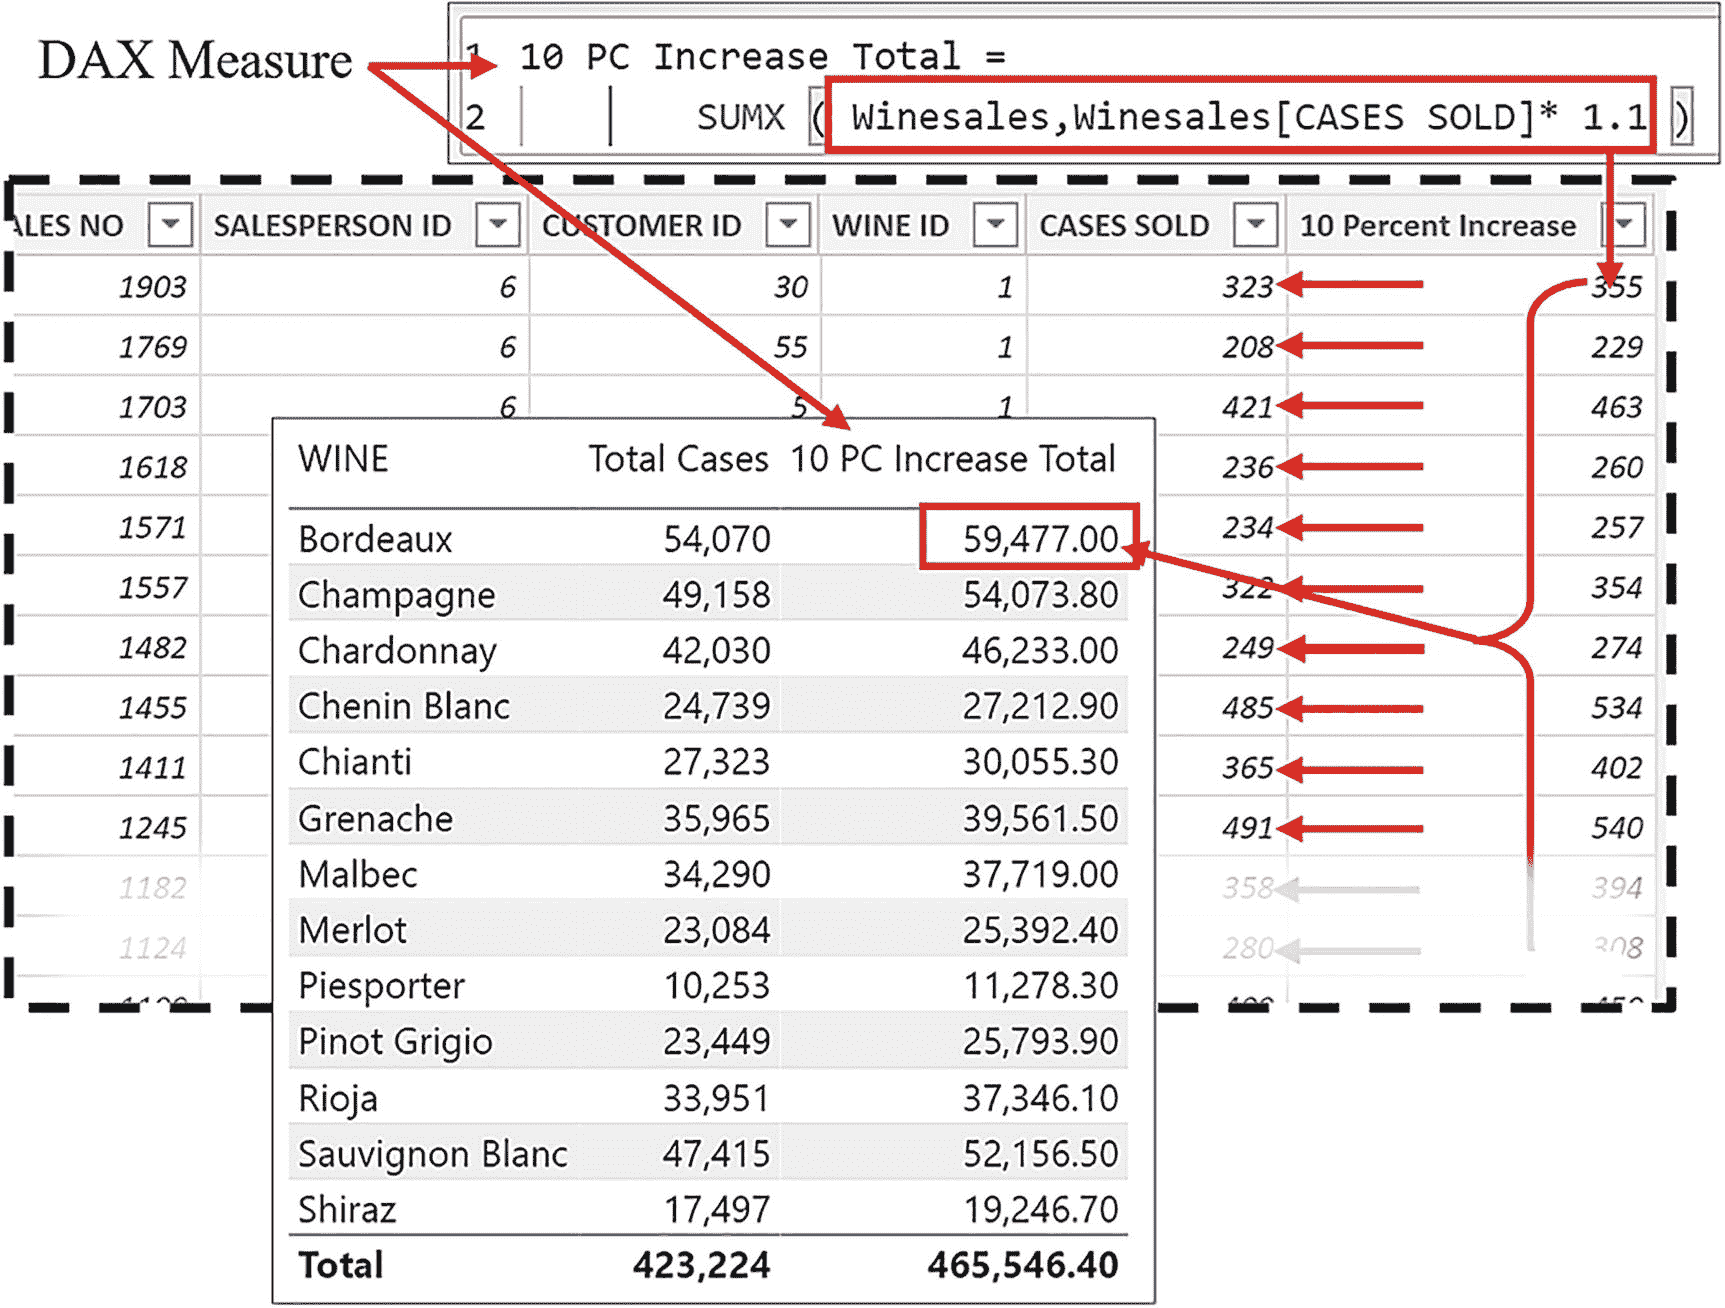 DAX Measure
1 10 PC Increase Total =
2 SUMX ( Winesales,Winesales[CASES SOLD]* 1.1 )
ALES NO SALESPERSON ID CUSTOMER ID WINE ID CASES SOLD 10 Percent Increase
1903 6 30 1 323 355
1769 6 55 1 208 229
1703 6 5 1 421 463
1618 236 260
1571 234 257
1557 322 354
1482 249 274
1455 485 534
1411 365 402
1245 491 540
1182 358 394
1124 280 308
WINE Total Cases 10 PC Increase Total
Bordeaux 54,070 59,477.00
Champagne 49,158 54,073.80
Chardonnay 42,030 46,233.00
Chenin Blanc 24,739 27,212.90
Chianti 27,323 30,055.30
Grenache 35,965 39,561.50
Malbec 34,290 37,719.00
Merlot 23,084 25,392.40
Piesporter 10,253 11,278.30
Pinot Grigio 23,449 25,793.90
Rioja 33,951 37,346.10
Sauvignon Blanc 47,415 52,156.50
Shiraz 17,497 19,246.70
Total 423,224 465,546.40